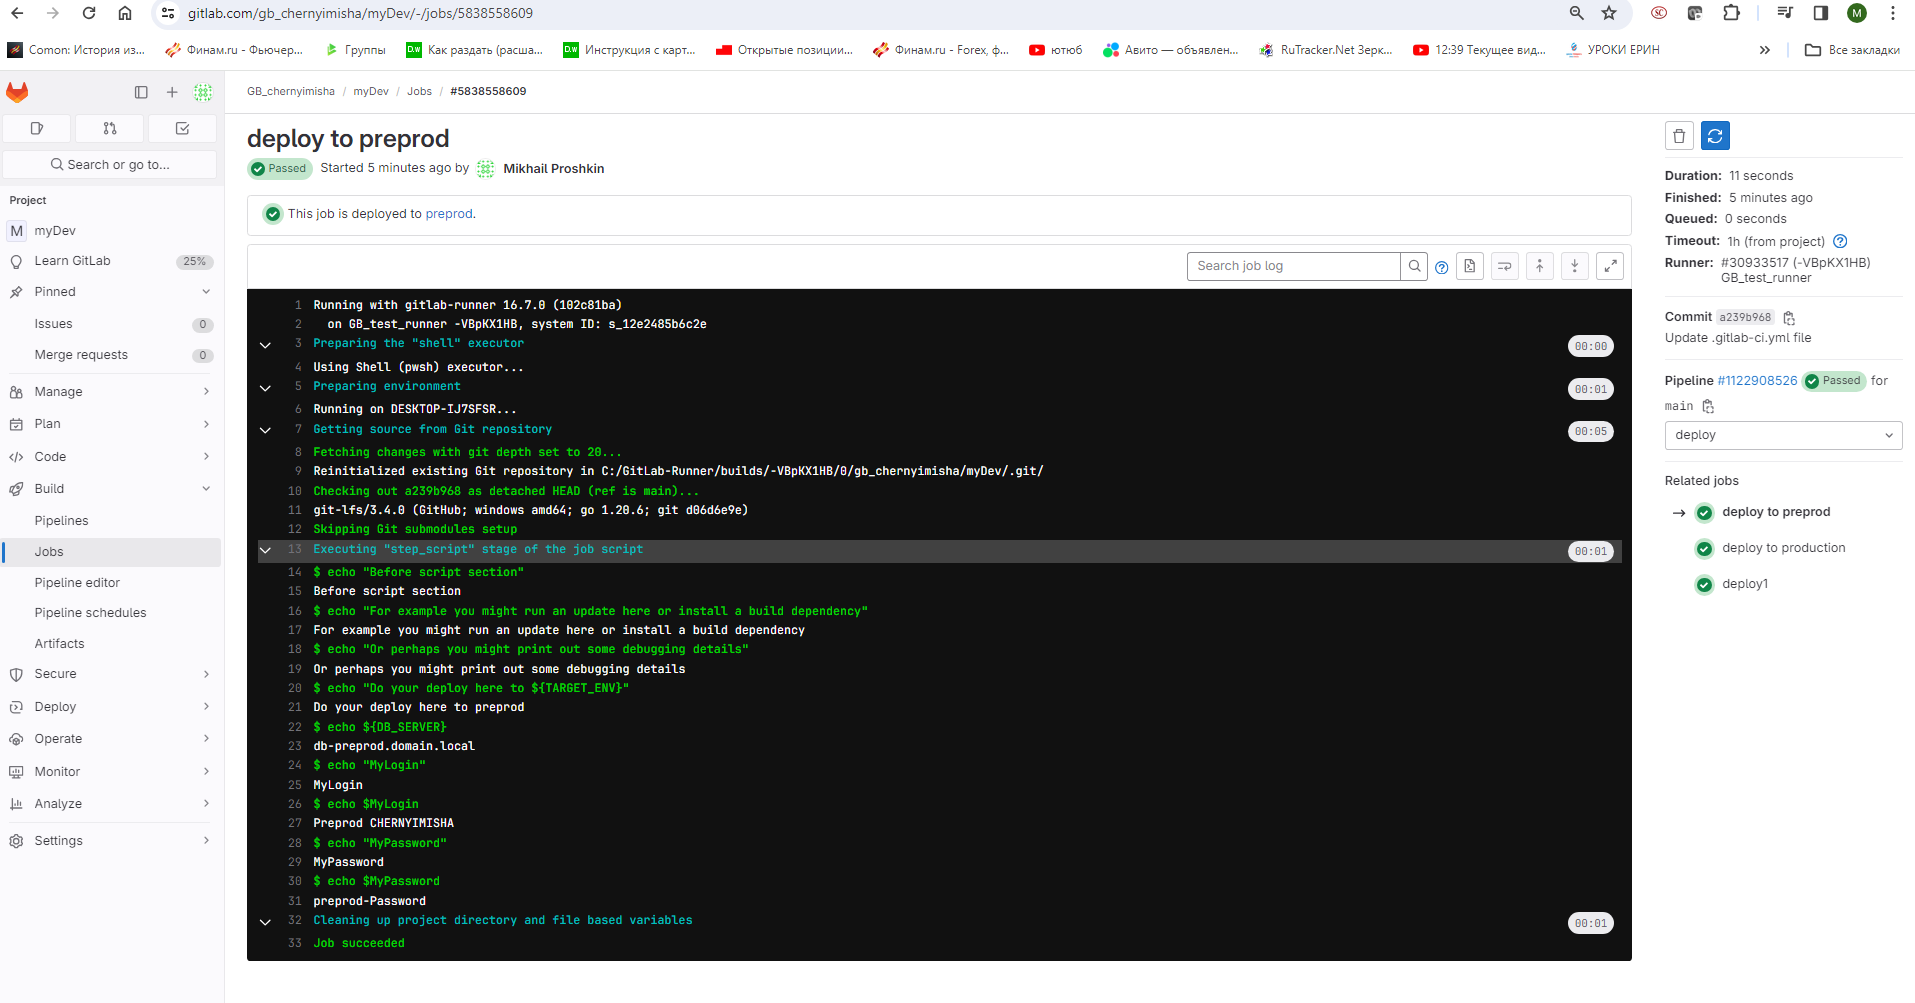 gitlab.com/gb_chernyimisha/myDev/-/jobs/5838558609
M
Comon: История из...
Финам.ru - Фьючер...
Группы
D.w
Как раздать (расша...
D.w
Инструкция с карт...
Открытые позиции...
Финам.ru - Forex, ф...
ютюб
Авито — объявлен...
RuTracker.Net Зерк...
12:39 Текущее вид...
УРОКИ ЕРИН
»
Все закладки
Search or go to...
Project
M myDev
Learn GitLab 25%
Pinned
Issues 0
Merge requests 0
Manage
Plan
Code
Build
Pipelines
Jobs
Pipeline editor
Pipeline schedules
Artifacts
Secure
Deploy
Operate
Monitor
Analyze
Settings
GB_chernyimisha / myDev / Jobs / #5838558609
deploy to preprod
Passed Started 5 minutes ago by Mikhail Proshkin
This job is deployed to preprod.
Search job log
1 Running with gitlab-runner 16.7.0 (102c81ba)
2 on GB_test_runner -VBpKX1HB, system ID: s_12e2485b6c2e
3 Preparing the "shell" executor 00:00
4 Using Shell (pwsh) executor...
5 Preparing environment 00:01
6 Running on DESKTOP-IJ7SFSR...
7 Getting source from Git repository 00:05
8 Fetching changes with git depth set to 20...
9 Reinitialized existing Git repository in C:/GitLab-Runner/builds/-VBpKX1HB/0/gb_chernyimisha/myDev/.git/
10 Checking out a239b968 as detached HEAD (ref is main)...
11 git-lfs/3.4.0 (GitHub; windows amd64; go 1.20.6; git d06d6e9e)
12 Skipping Git submodules setup
13 Executing "step_script" stage of the job script 00:01
14 $ echo "Before script section"
15 Before script section
16 $ echo "For example you might run an update here or install a build dependency"
17 For example you might run an update here or install a build dependency
18 $ echo "Or perhaps you might print out some debugging details"
19 Or perhaps you might print out some debugging details
20 $ echo "Do your deploy here to ${TARGET_ENV}"
21 Do your deploy here to preprod
22 $ echo ${DB_SERVER}
23 db-preprod.domain.local
24 $ echo "MyLogin"
25 MyLogin
26 $ echo $MyLogin
27 Preprod CHERNYIMISHA
28 $ echo "MyPassword"
29 MyPassword
30 $ echo $MyPassword
31 preprod-Password
32 Cleaning up project directory and file based variables 00:01
33 Job succeeded
Duration: 11 seconds
Finished: 5 minutes ago
Queued: 0 seconds
Timeout: 1h (from project)
Runner: #30933517 (-VBpKX1HB)
GB_test_runner
Commit a239b968
Update .gitlab-ci.yml file
Pipeline #1122908526 Passed for
main
deploy
Related jobs
→ deploy to preprod
deploy to production
deploy1